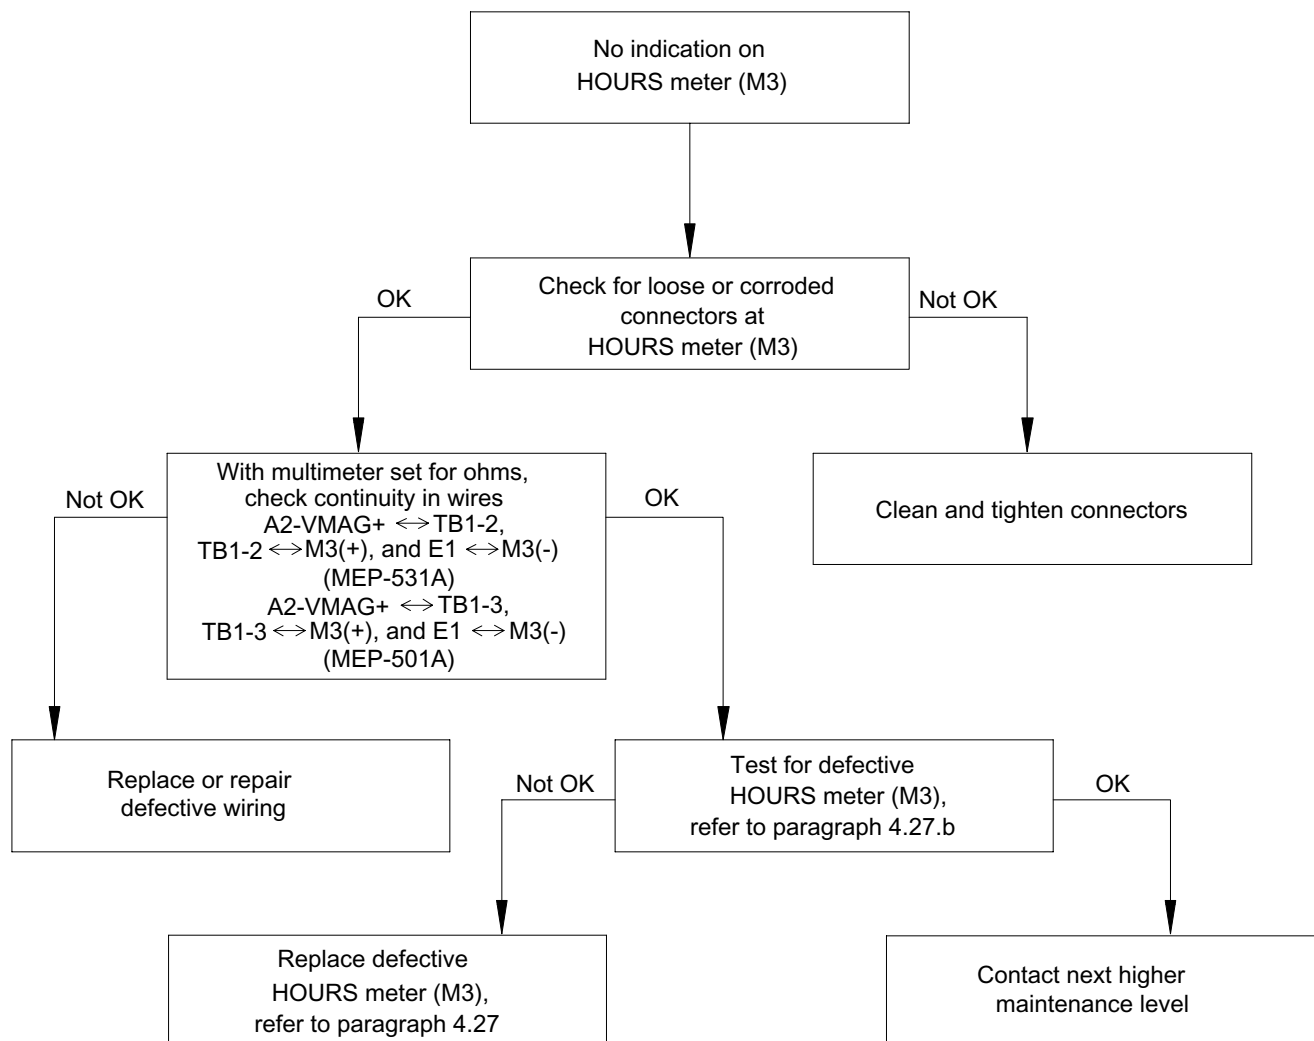 No indication on
HOURS meter (M3)
Check for loose or corroded
connectors at
HOURS meter (M3)
OK
Not OK
With multimeter set for ohms,
check continuity in wires
A2-VMAG+ ↔ TB1-2,
TB1-2 ↔ M3(+), and E1 ↔ M3(-)
(MEP-531A)
A2-VMAG+ ↔ TB1-3,
TB1-3 ↔ M3(+), and E1 ↔ M3(-)
(MEP-501A)
Not OK
OK
Clean and tighten connectors
Replace or repair
defective wiring
Test for defective
HOURS meter (M3),
refer to paragraph 4.27.b
Not OK
OK
Replace defective
HOURS meter (M3),
refer to paragraph 4.27
Contact next higher
maintenance level